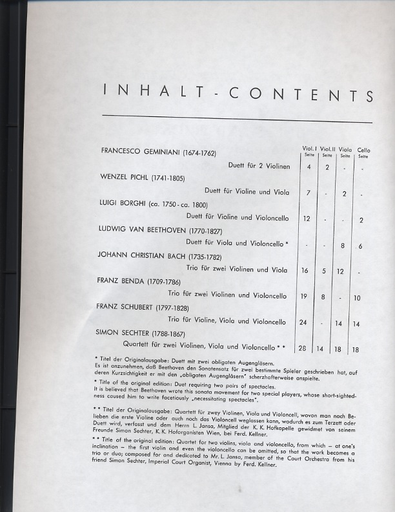 INHALT - CONTENTS
Viol. I Viol. II Viola Cello
Seite Seite Seite Seite
FRANCESCO GEMINIANI (1674-1762)
Duett für 2 Violinen 4 2 - -
WENZEL PICHL (1741-1805)
Duett für Violine und Viola 7 - 2 -
LUIGI BORGHI (ca. 1750 - ca. 1800)
Duett für Violine und Violoncello 12 - - 2
LUDWIG VAN BEETHOVEN (1770-1827)
Duett für Viola und Violoncello * - - 8 6
JOHANN CHRISTIAN BACH (1735-1782)
Trio für zwei Violinen und Viola 16 5 12 -
FRANZ BENDA (1709-1786)
Trio für zwei Violinen und Violoncello 19 8 - 10
FRANZ SCHUBERT (1797-1828)
Trio für Violine, Viola und Violoncello 24 - 14 14
SIMON SECHTER (1788-1867)
Quartett für zwei Violinen, Viola und Violoncello * * 28 14 18 18
* Titel der Originalausgabe: Duett mit zwei obligaten Augengläsern.
Es ist anzunehmen, daß Beethoven den Sonatensatz für zwei bestimmte Spieler geschrieben hat, auf
deren Kurzsichtigkeit er mit den „obligaten Augengläsern" scherzhafterweise anspielte.
* Title of the original edition: Duet requiring two pairs of spectacles.
It is believed that Beethoven wrote this sonata movement for two special players, whose short-sighted-
ness caused him to write facetiously „necessitating spectacles".
* * Titel der Originalausgabe: Quartett für zwey Violinen, Viola und Violoncell, wovon man nach Be-
lieben die erste Violine oder auch noch das Violoncell weglassen kann, wodurch es zum Terzett oder
Duett wird, verfasst und dem Herrn L. Jansa, Mitglied der K. K. Hofkapelle gewidmet von seinem
Freunde Simon Sechter, K. K. Hoforganisten Wien, bei Ferd. Kellner.
* * Title of the original edition: Quartet for two violins, viola and violoncello, from which – at one's
inclination – the first violin and even the violoncello can be omitted, so that the work becomes a
trio or duo; composed for and dedicated to Mr. L. Jansa, member of the Court Orchestra from his
friend Simon Sechter, Imperial Court Organist, Vienna by Ferd. Kellner.